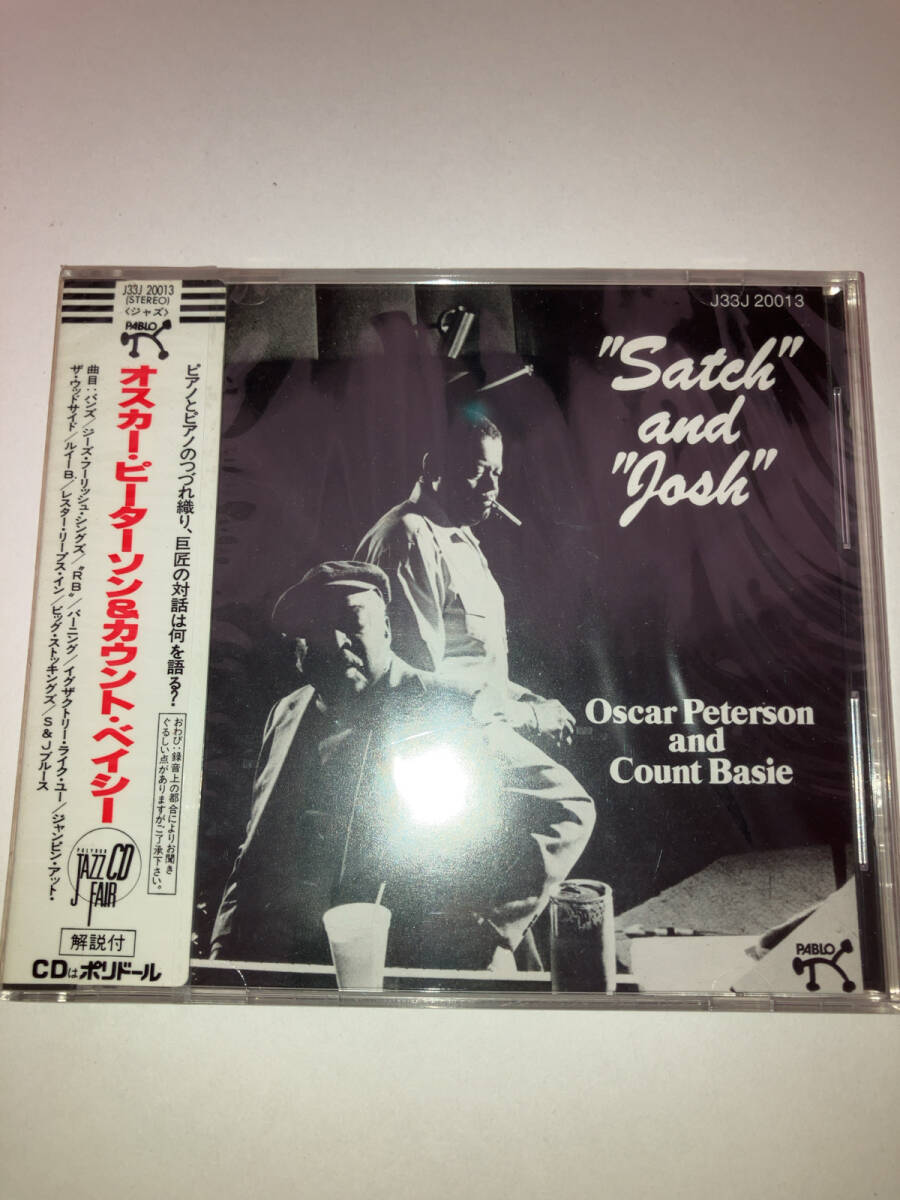 J33J 20013
(STEREO)
〈ジャズ〉
PABLO
オスカー・ピーターソン&カウント・ベイシー
ピアノとピアノのつづれ織り、巨匠の対話は何を語る?
おわび：録音上の都合によりお聞き
ぐるしい点がありますがご了承下さい。
曲目：バンズ/ジーズ・フーリッシュ・シングズ/"RB"/バーニング/イグザクトリー・ライク・ユー/ジャンピン・アット・
ザ・ウッドサイド/ルイーB./レスター・リープス・イン/ビッグ・ストッキングズ/S&Jブルース
POLYDOR
JAZZ CD
FAIR
解説付
CDはポリドール
J33J 20013
"Satch"
and
"Josh"
Oscar Peterson
and
Count Basie
PABLO